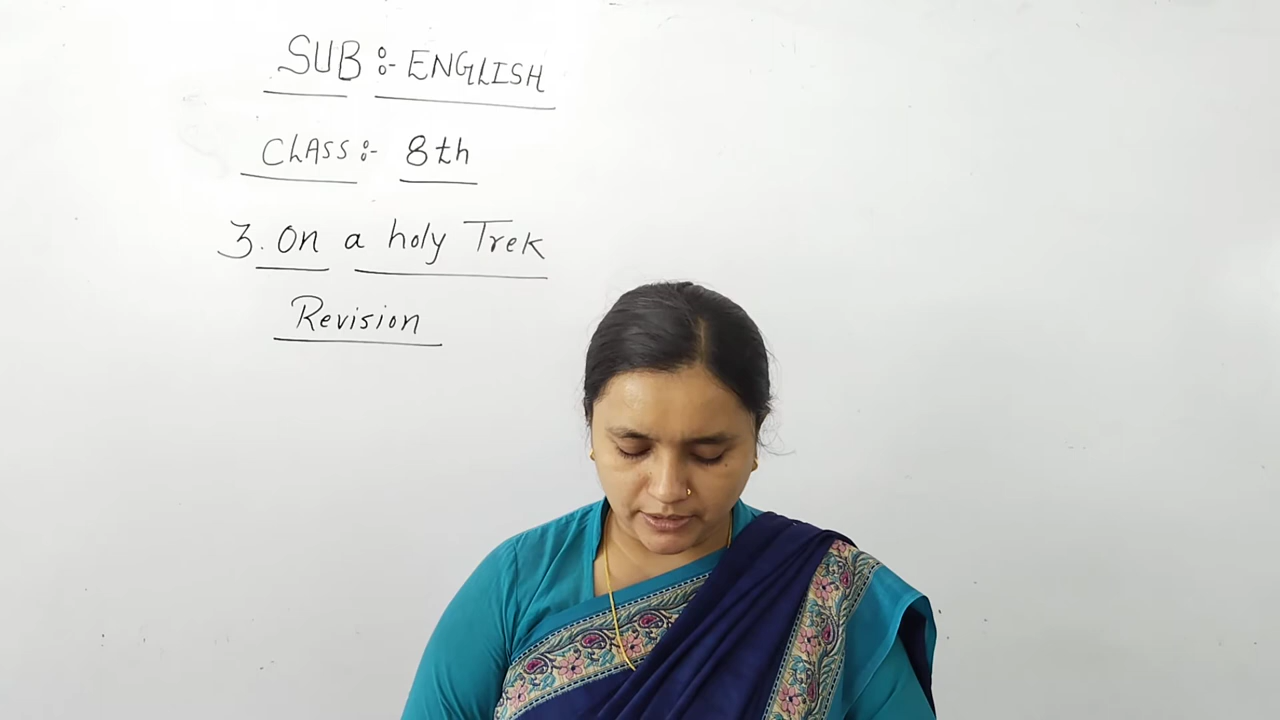 SUB :- ENGLISH
CLASS :- 8th
3. On a holy Trek
Revision